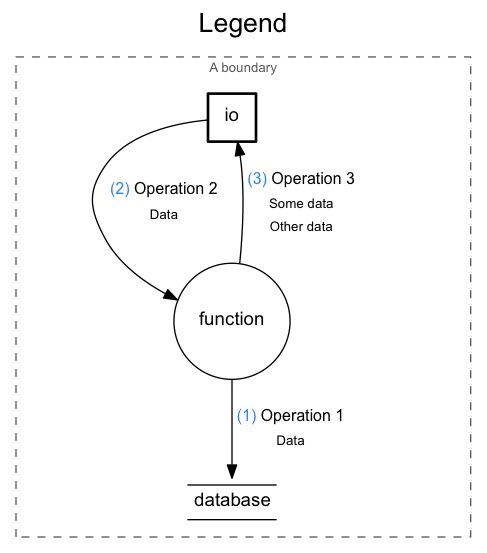 Legend
A boundary
io
(2) Operation 2
Data
(3) Operation 3
Some data
Other data
function
(1) Operation 1
Data
database